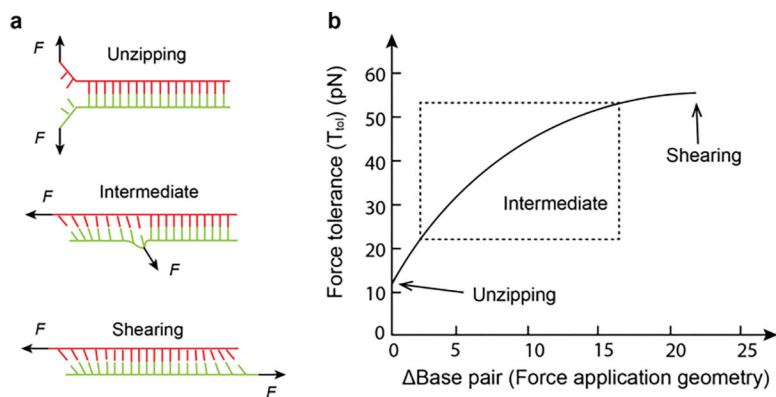 a
F
Unzipping
F
Intermediate
F
F
Shearing
F
F
b
Force tolerance (Ttol) (pN)
60
50
40
30
20
10
0
Shearing
Intermediate
Unzipping
0 5 10 15 20 25
ΔBase pair (Force application geometry)